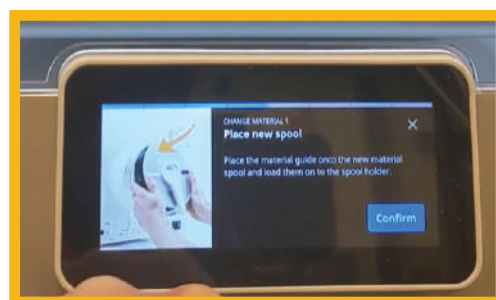 CHANGE MATERIAL 1
Place new spool
Place the material guide onto the new material
spool and load them on to the spool holder.
Confirm